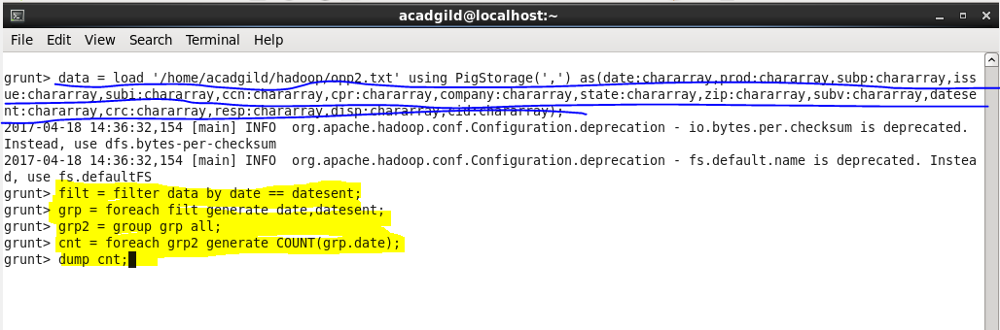 acadgild@localhost:~
File Edit View Search Terminal Help
grunt> data = load '/home/acadgild/hadoop/opp2.txt' using PigStorage(',') as(date:chararray,prod:chararray,subp:chararray,iss
ue:chararray,subi:chararray,ccn:chararray,cpr:chararray,company:chararray,state:chararray,zip:chararray,subv:chararray,datese
nt:chararray,crc:chararray,resp:chararray,disp:chararray,cid:chararray);
2017-04-18 14:36:32,154 [main] INFO  org.apache.hadoop.conf.Configuration.deprecation - io.bytes.per.checksum is deprecated.
Instead, use dfs.bytes-per-checksum
2017-04-18 14:36:32,154 [main] INFO  org.apache.hadoop.conf.Configuration.deprecation - fs.default.name is deprecated. Instea
d, use fs.defaultFS
grunt> filt = filter data by date == datesent;
grunt> grp = foreach filt generate date,datesent;
grunt> grp2 = group grp all;
grunt> cnt = foreach grp2 generate COUNT(grp.date);
grunt> dump cnt;